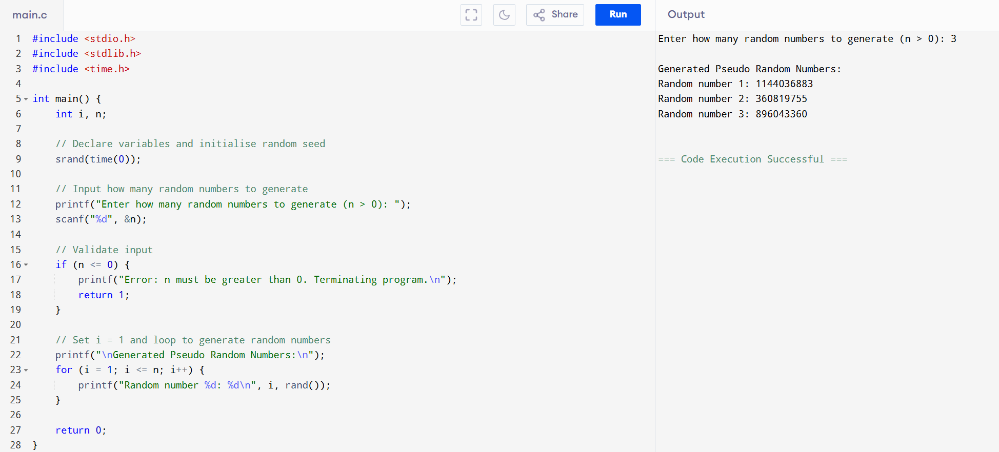 main.c
Share
Run
Output
1 #include <stdio.h>
2 #include <stdlib.h>
3 #include <time.h>
4
5 int main() {
6     int i, n;
7
8     // Declare variables and initialise random seed
9     srand(time(0));
10
11     // Input how many random numbers to generate
12     printf("Enter how many random numbers to generate (n > 0): ");
13     scanf("%d", &n);
14
15     // Validate input
16     if (n <= 0) {
17         printf("Error: n must be greater than 0. Terminating program.\n");
18         return 1;
19     }
20
21     // Set i = 1 and loop to generate random numbers
22     printf("\nGenerated Pseudo Random Numbers:\n");
23     for (i = 1; i <= n; i++) {
24         printf("Random number %d: %d\n", i, rand());
25     }
26
27     return 0;
28 }
Enter how many random numbers to generate (n > 0): 3
Generated Pseudo Random Numbers:
Random number 1: 1144036883
Random number 2: 360819755
Random number 3: 896043360
=== Code Execution Successful ===